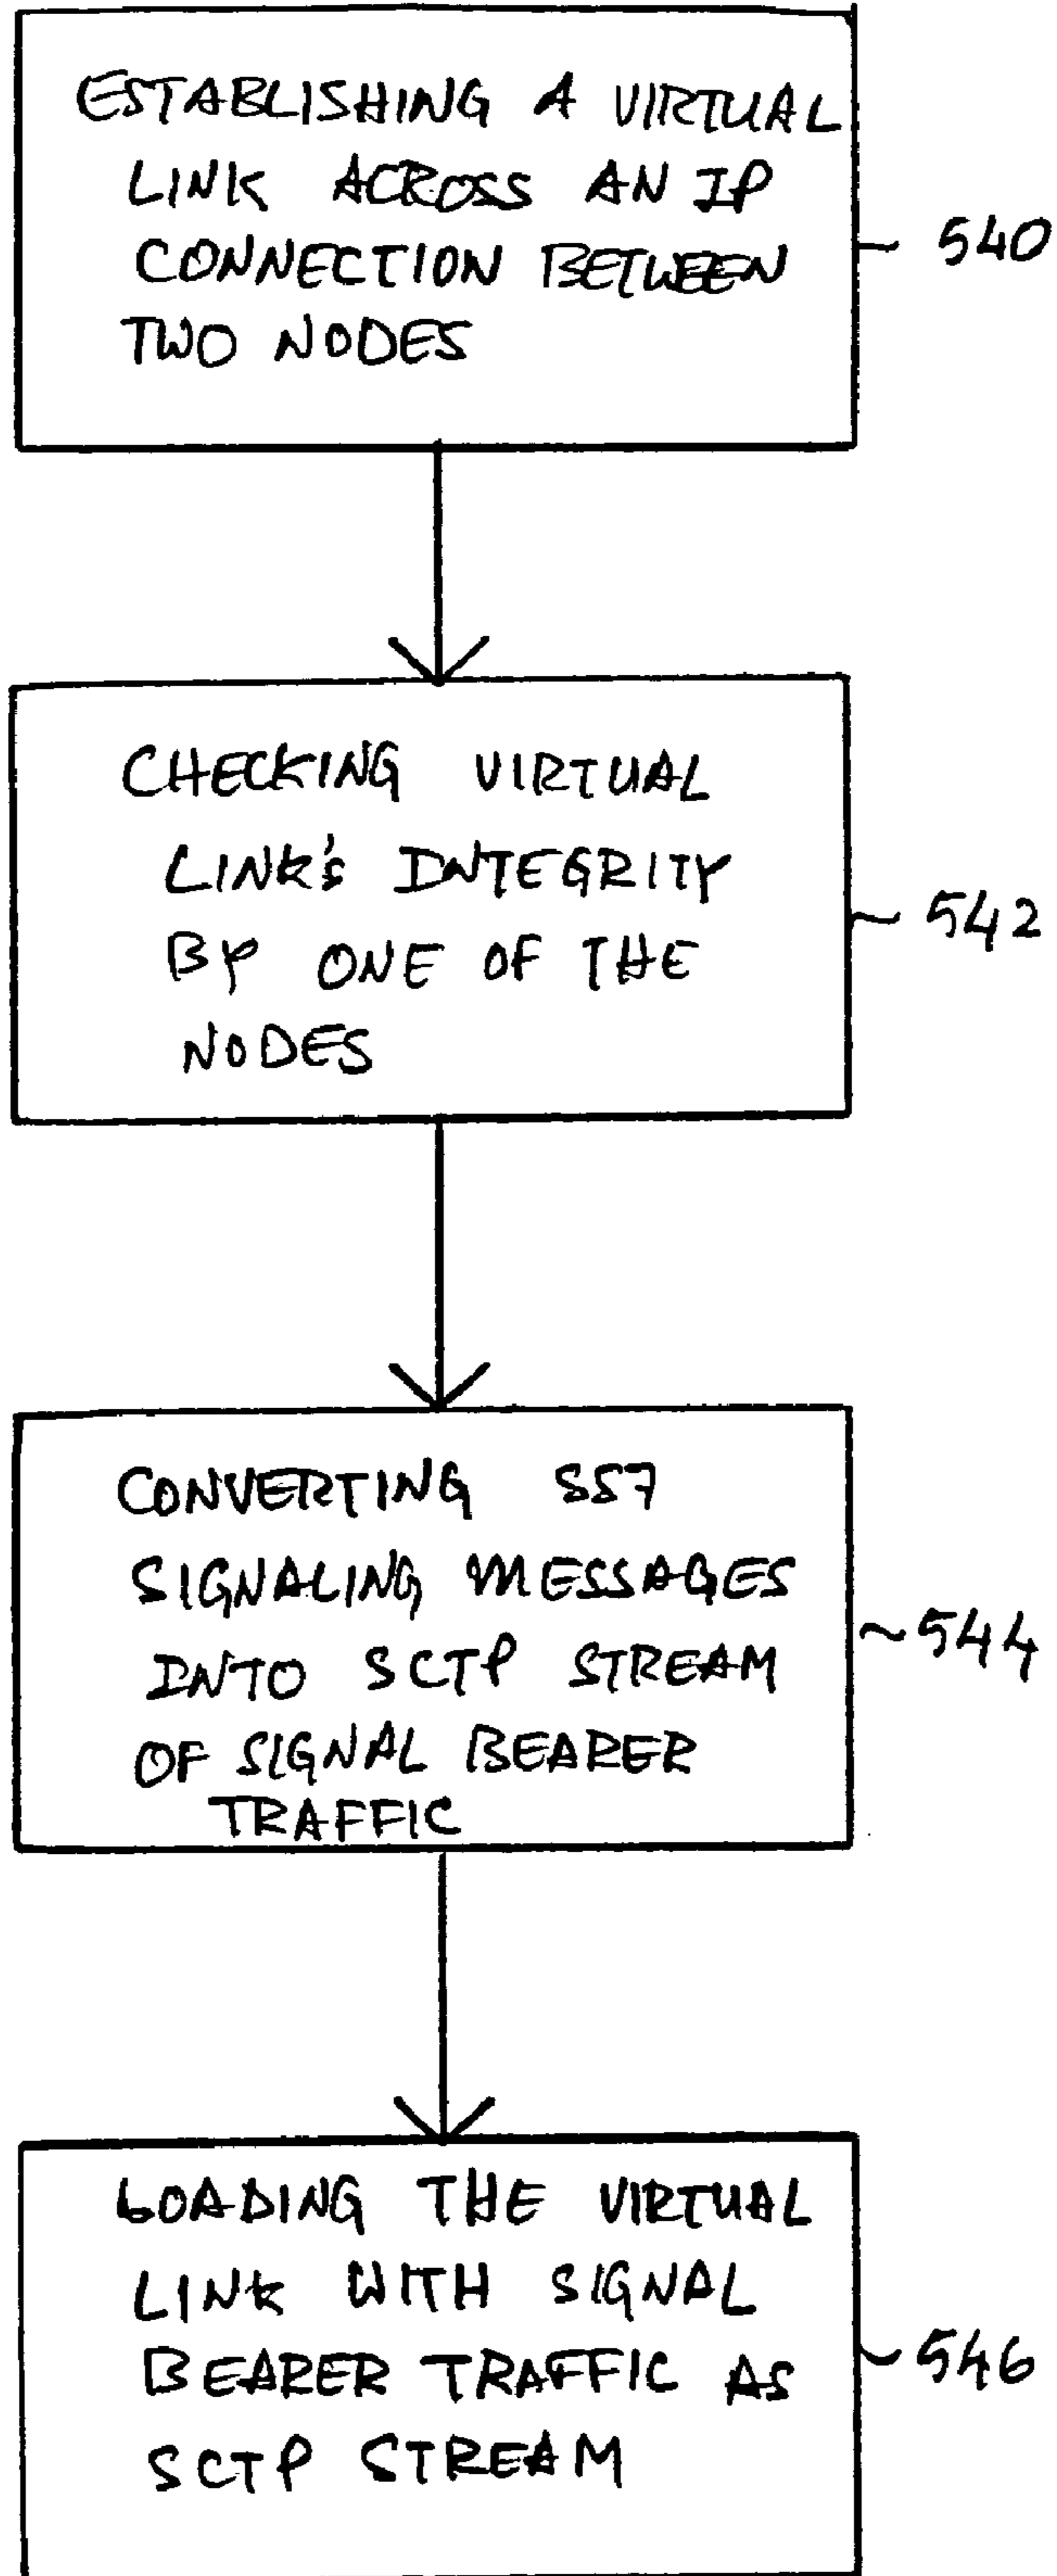 ESTABLISHING A VIRTUAL
LINK ACROSS AN IP
CONNECTION BETWEEN
TWO NODES
540
CHECKING VIRTUAL
LINK'S INTEGRITY
BY ONE OF THE
NODES
542
CONVERTING SS7
SIGNALING MESSAGES
INTO SCTP STREAM
OF SIGNAL BEARER
TRAFFIC
544
LOADING THE VIRTUAL
LINK WITH SIGNAL
BEARER TRAFFIC AS
SCTP STREAM
546